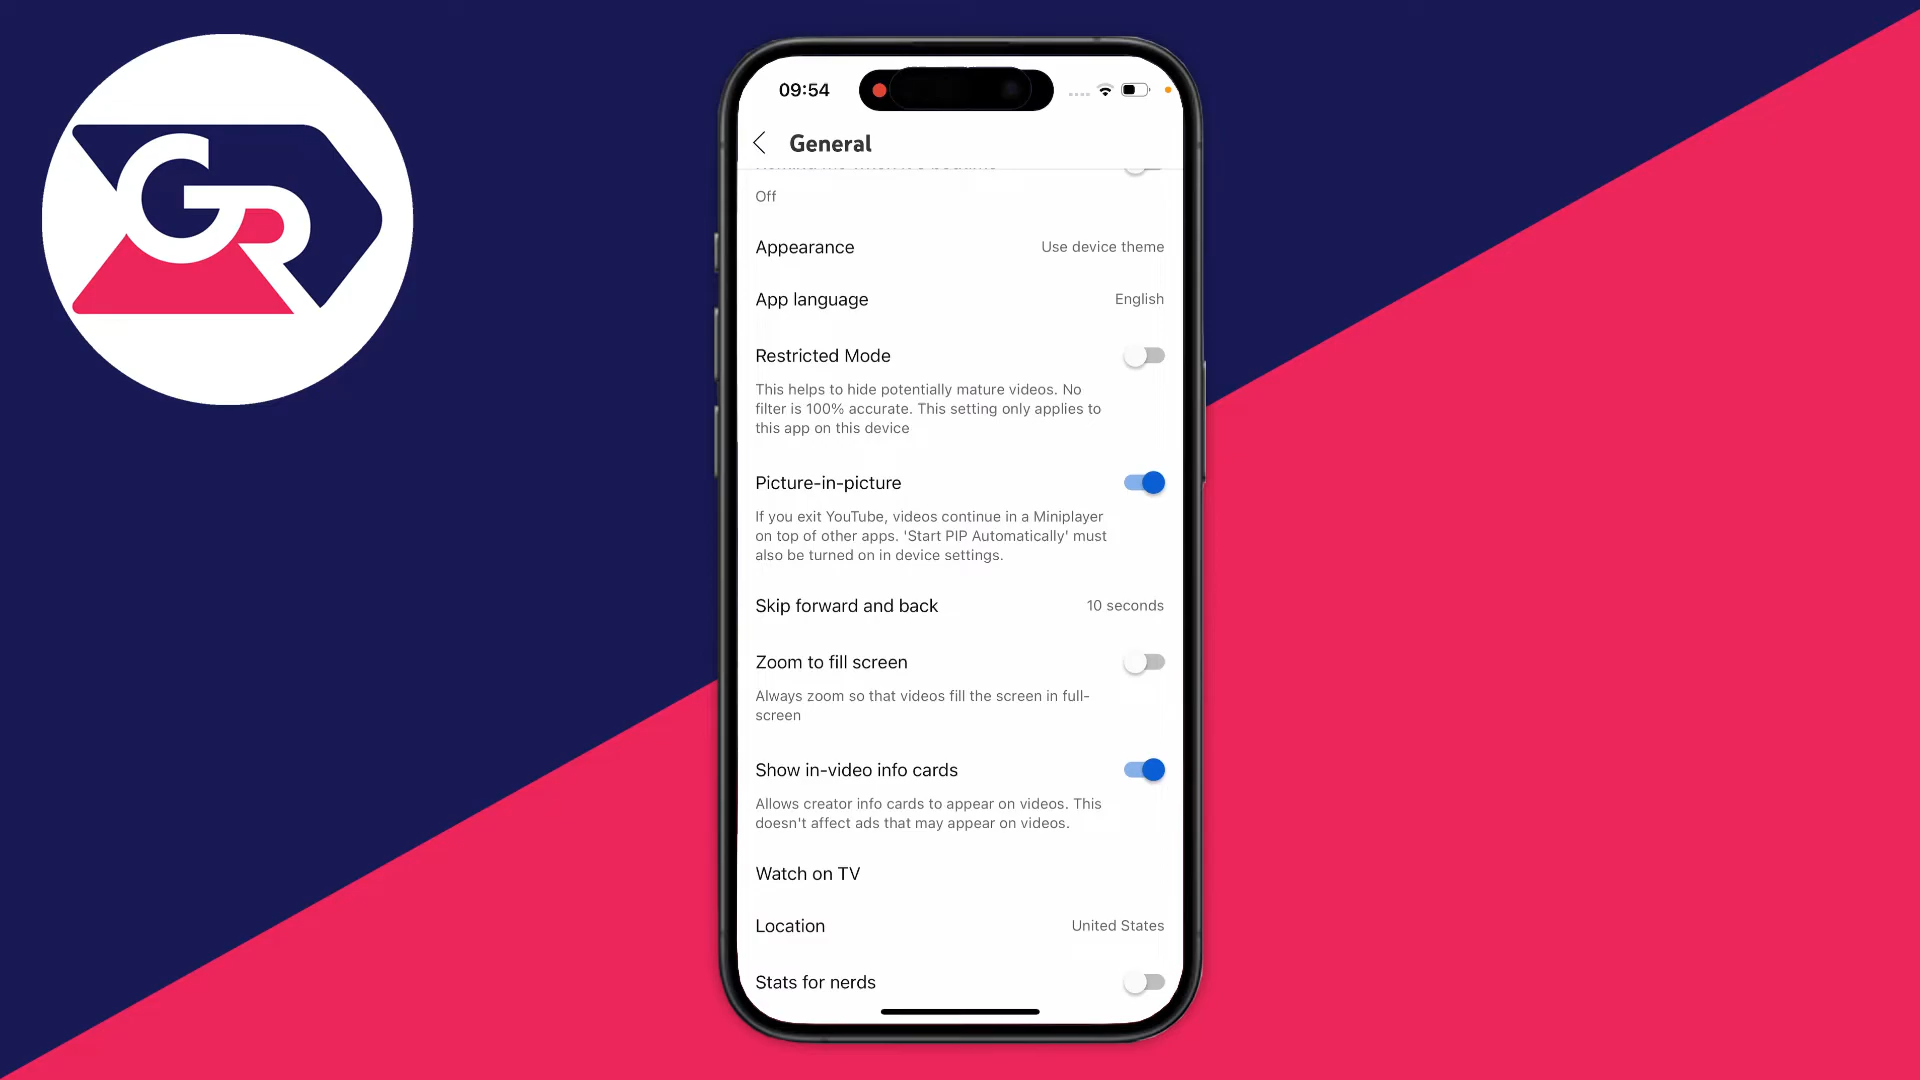 GR
09:54
General
Off
Appearance
Use device theme
App language
English
Restricted Mode
This helps to hide potentially mature videos. No
filter is 100% accurate. This setting only applies to
this app on this device
Picture-in-picture
If you exit YouTube, videos continue in a Miniplayer
on top of other apps. 'Start PIP Automatically' must
also be turned on in device settings.
Skip forward and back
10 seconds
Zoom to fill screen
Always zoom so that videos fill the screen in full-
screen
Show in-video info cards
Allows creator info cards to appear on videos. This
doesn't affect ads that may appear on videos.
Watch on TV
Location
United States
Stats for nerds